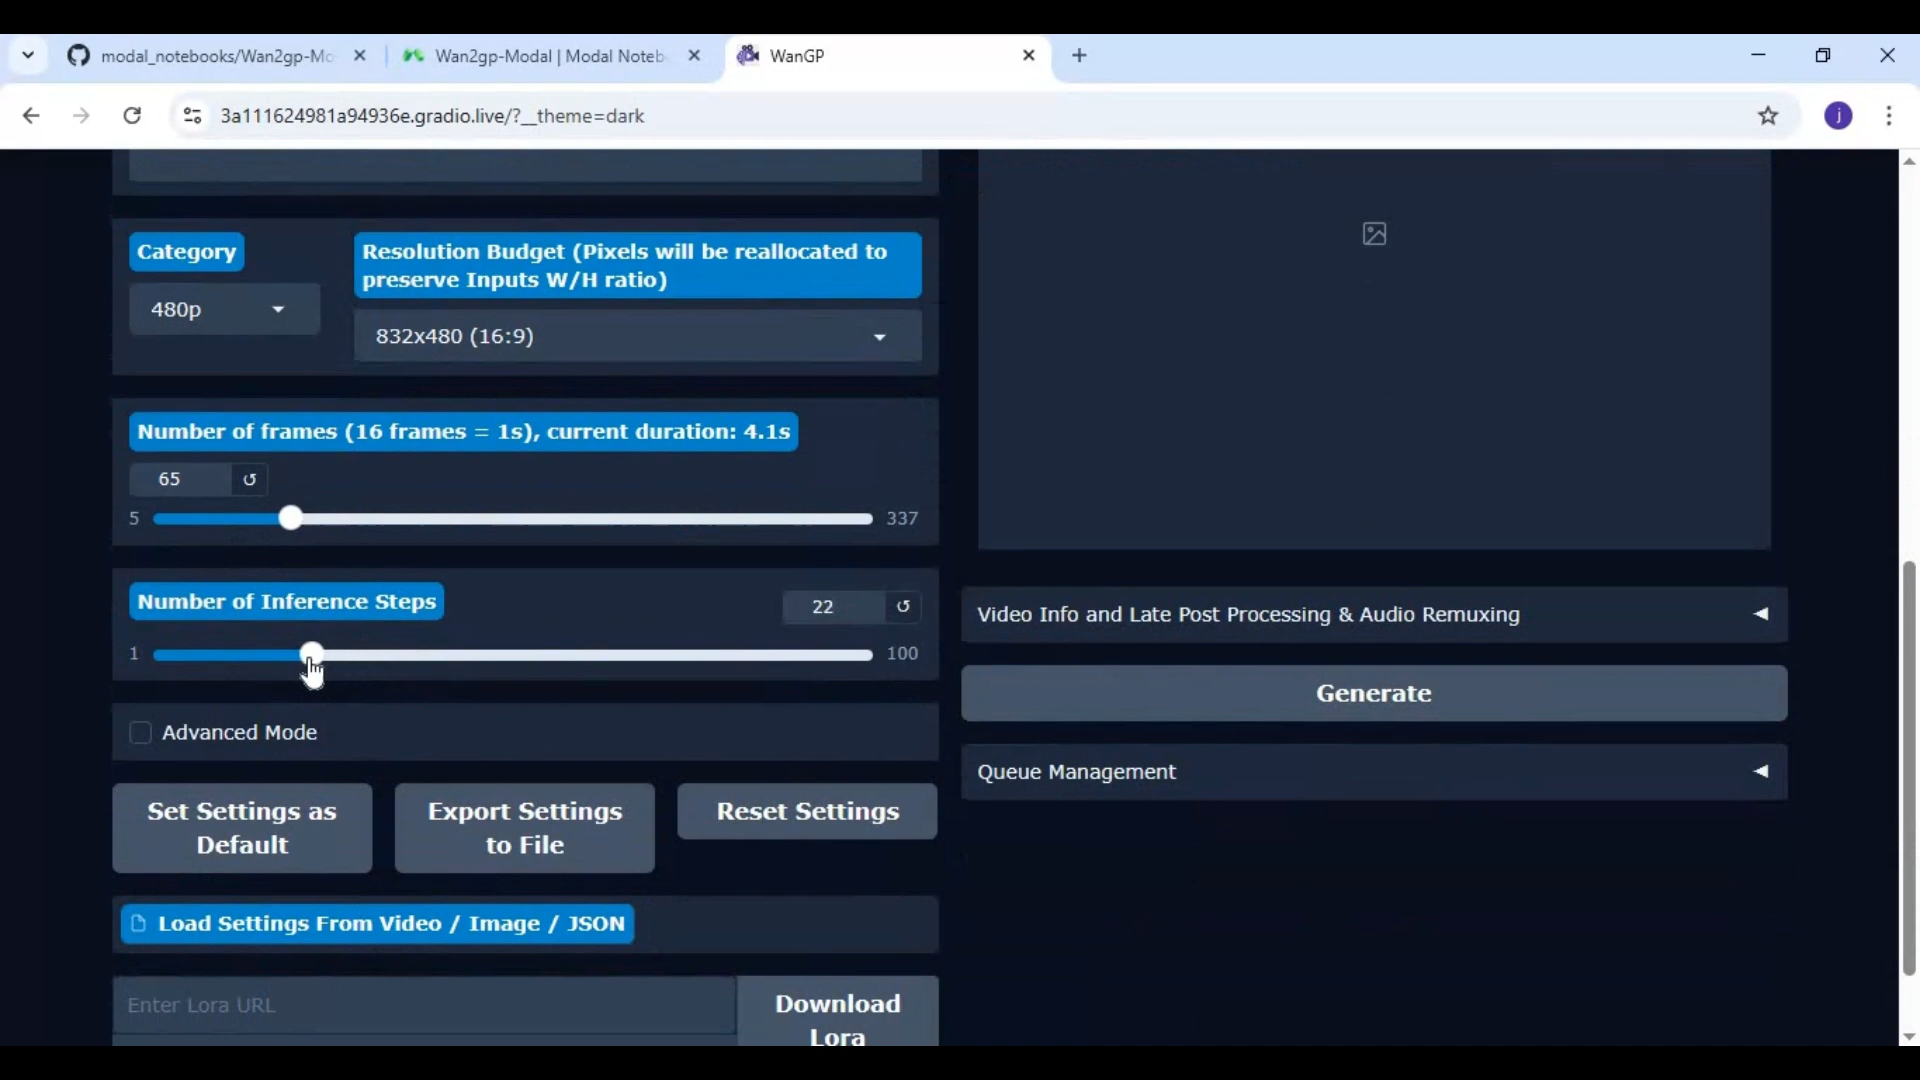 modal_notebooks/Wan2gp-Mo
Wan2gp-Modal | Modal Noteb
WanGP
3a111624981a94936e.gradio.live/?__theme=dark
j
Category
Resolution Budget (Pixels will be reallocated to
preserve Inputs W/H ratio)
480p
832x480 (16:9)
Number of frames (16 frames = 1s), current duration: 4.1s
65
5
337
Number of Inference Steps
22
1
100
Advanced Mode
Set Settings as
Default
Export Settings
to File
Reset Settings
Load Settings From Video / Image / JSON
Enter Lora URL
Download
Lora
Video Info and Late Post Processing & Audio Remuxing
Generate
Queue Management